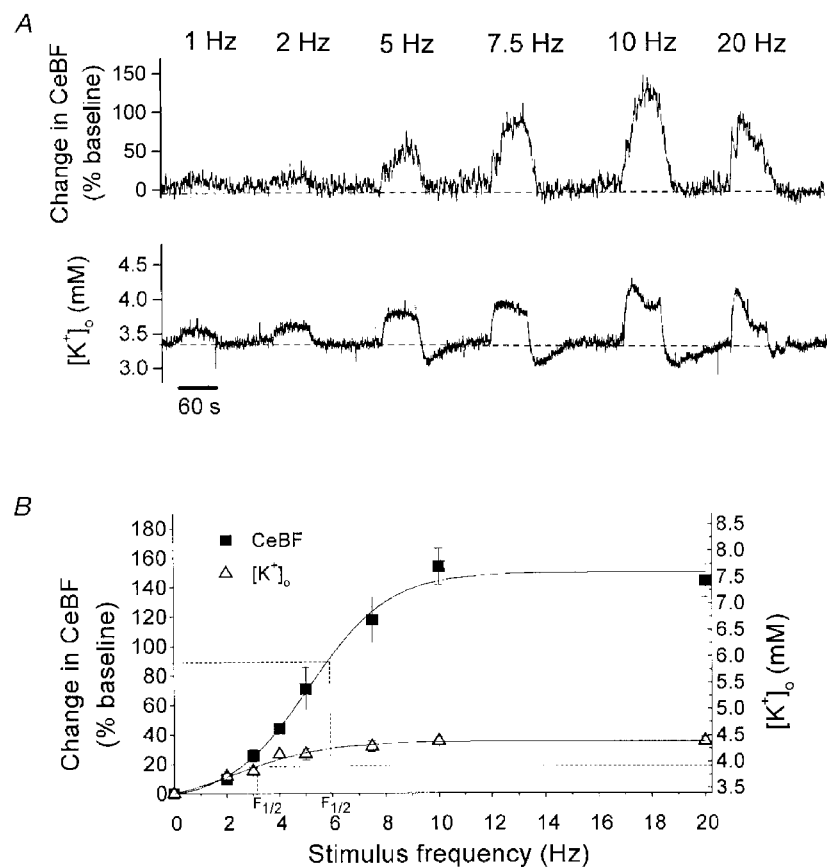 A
1 Hz 2 Hz 5 Hz 7.5 Hz 10 Hz 20 Hz
Change in CeBF
(% baseline)
150
100
50
0
[K⁺]ₒ (mM)
4.5
4.0
3.5
3.0
60 s
B
Change in CeBF
(% baseline)
180
160
140
120
100
80
60
40
20
0
CeBF
[K⁺]ₒ
8.5
8.0
7.5
7.0
6.5
6.0
5.5
5.0
4.5
4.0
3.5
[K⁺]ₒ (mM)
F1/2 F1/2
0 2 4 6 8 10 12 14 16 18 20
Stimulus frequency (Hz)